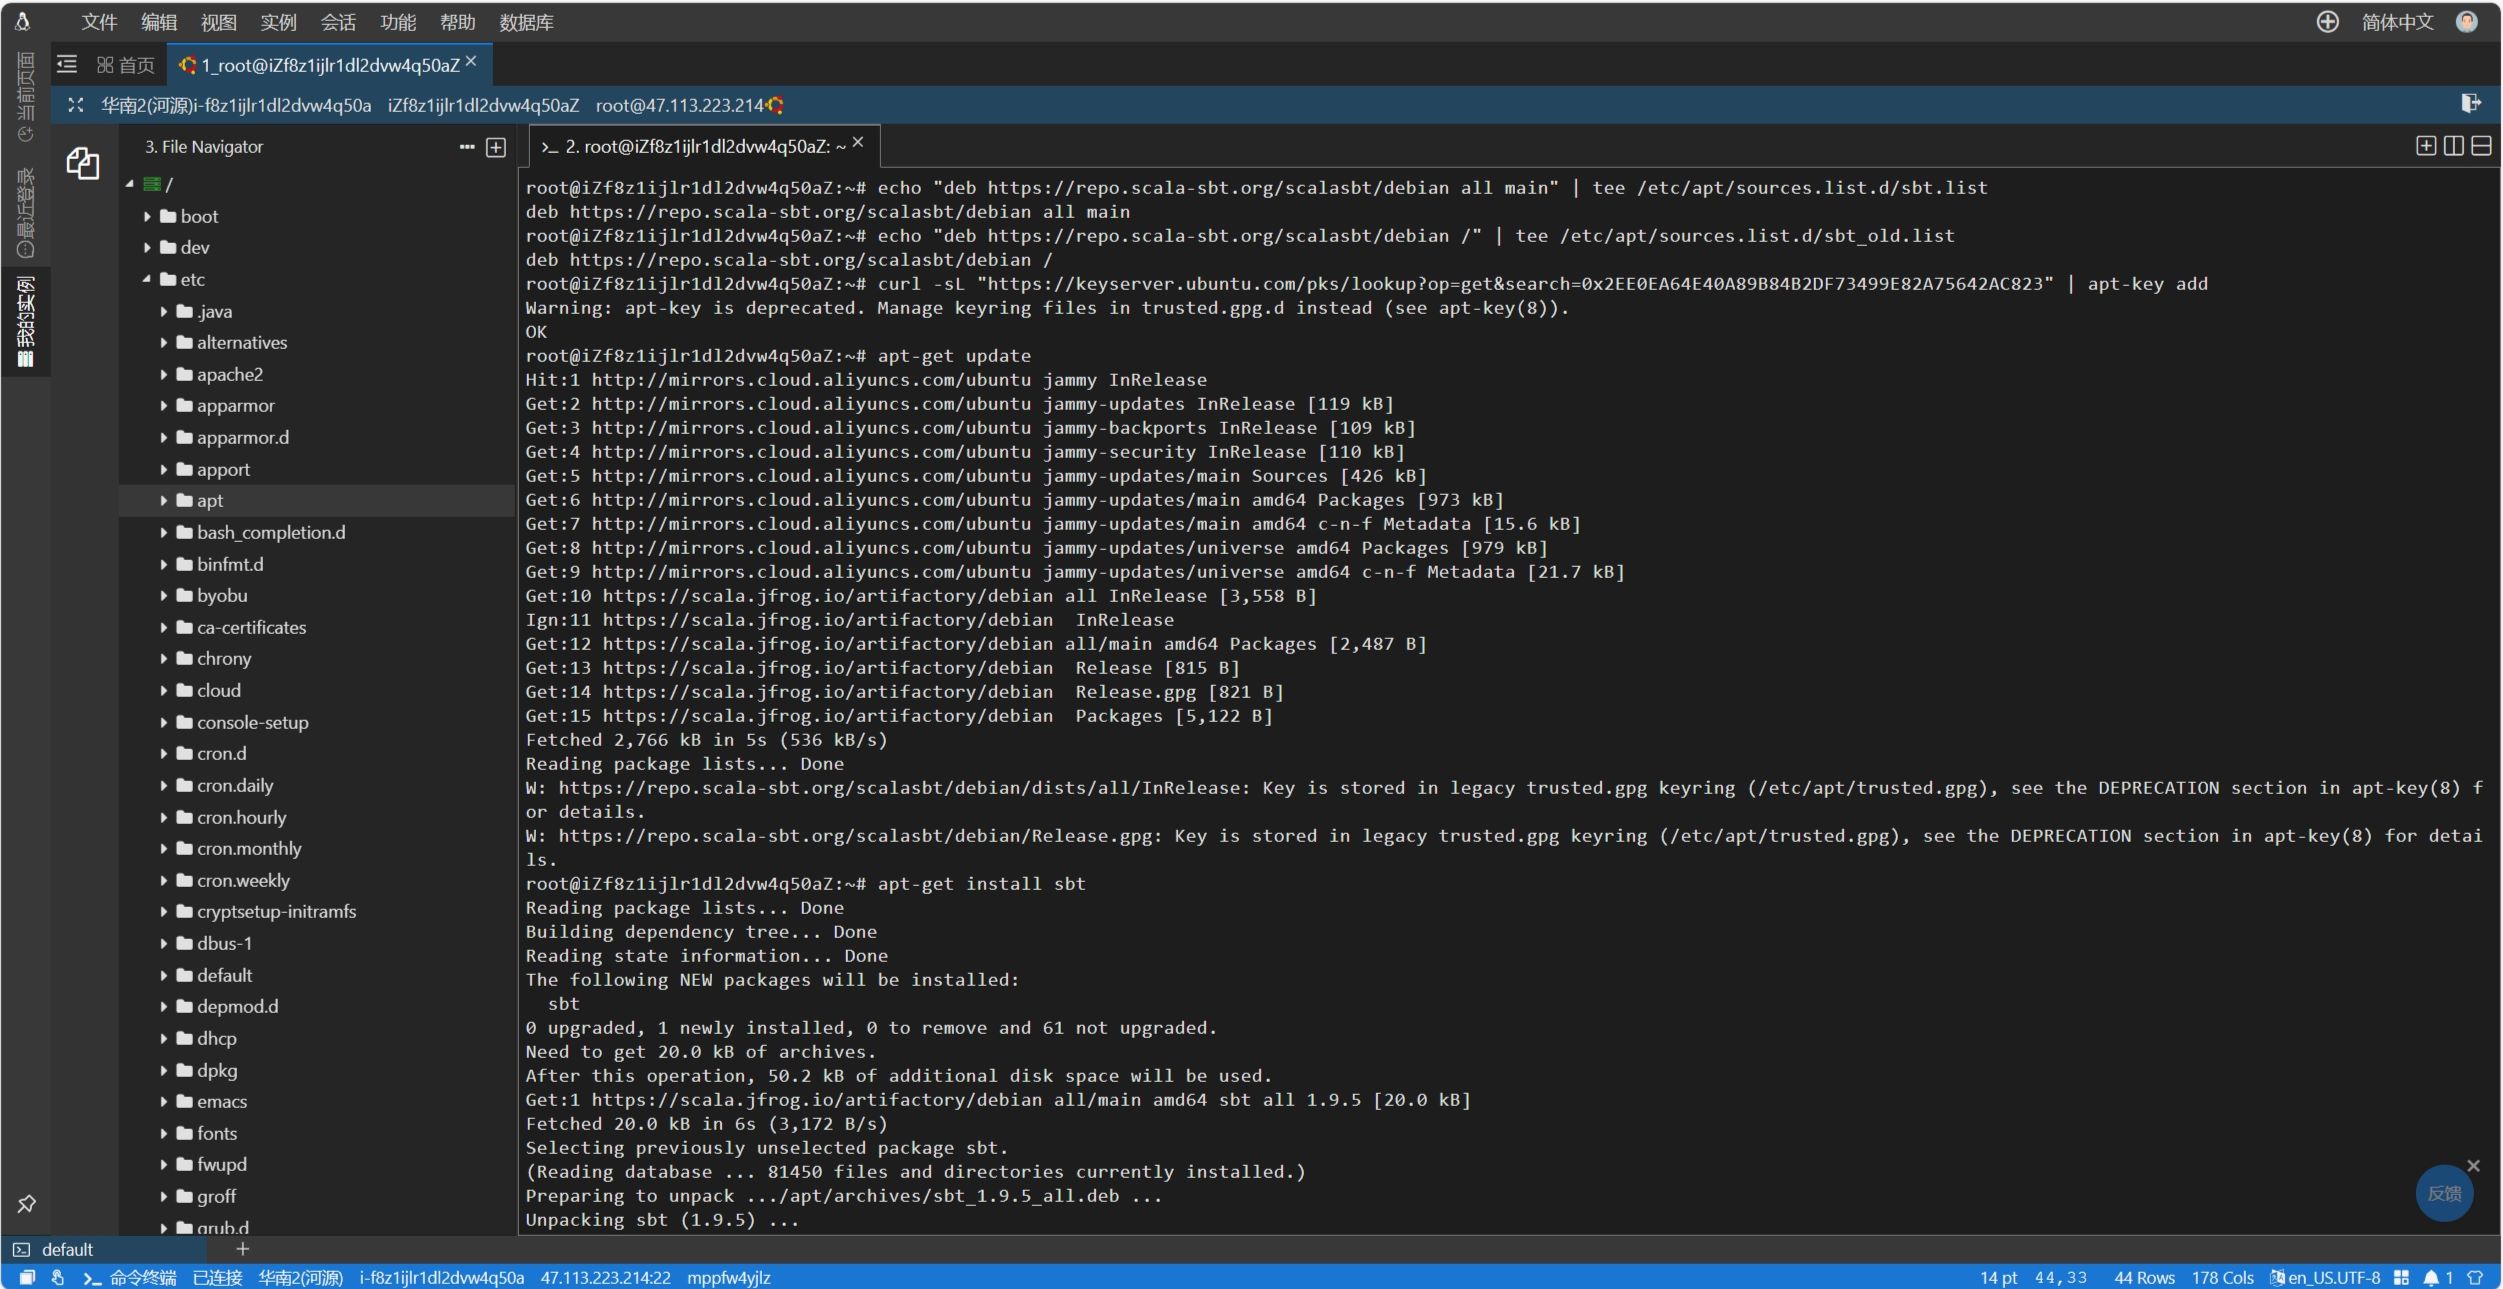 文件 编辑 视图 实例 会话 功能 帮助 数据库 简体中文
首页 1_root@iZf8z1ijlr1dl2dvw4q50aZ
华南2(河源)i-f8z1ijlr1dl2dvw4q50a iZf8z1ijlr1dl2dvw4q50aZ root@47.113.223.214
当前页面
最近登录
我的实例
3. File Navigator
/
boot
dev
etc
.java
alternatives
apache2
apparmor
apparmor.d
apport
apt
bash_completion.d
binfmt.d
byobu
ca-certificates
chrony
cloud
console-setup
cron.d
cron.daily
cron.hourly
cron.monthly
cron.weekly
cryptsetup-initramfs
dbus-1
default
depmod.d
dhcp
dpkg
emacs
fonts
fwupd
groff
grub.d
>_ 2. root@iZf8z1ijlr1dl2dvw4q50aZ: ~
root@iZf8z1ijlr1dl2dvw4q50aZ:~# echo "deb https://repo.scala-sbt.org/scalasbt/debian all main" | tee /etc/apt/sources.list.d/sbt.list
deb https://repo.scala-sbt.org/scalasbt/debian all main
root@iZf8z1ijlr1dl2dvw4q50aZ:~# echo "deb https://repo.scala-sbt.org/scalasbt/debian /" | tee /etc/apt/sources.list.d/sbt_old.list
deb https://repo.scala-sbt.org/scalasbt/debian /
root@iZf8z1ijlr1dl2dvw4q50aZ:~# curl -sL "https://keyserver.ubuntu.com/pks/lookup?op=get&search=0x2EE0EA64E40A89B84B2DF73499E82A75642AC823" | apt-key add
Warning: apt-key is deprecated. Manage keyring files in trusted.gpg.d instead (see apt-key(8)).
OK
root@iZf8z1ijlr1dl2dvw4q50aZ:~# apt-get update
Hit:1 http://mirrors.cloud.aliyuncs.com/ubuntu jammy InRelease
Get:2 http://mirrors.cloud.aliyuncs.com/ubuntu jammy-updates InRelease [119 kB]
Get:3 http://mirrors.cloud.aliyuncs.com/ubuntu jammy-backports InRelease [109 kB]
Get:4 http://mirrors.cloud.aliyuncs.com/ubuntu jammy-security InRelease [110 kB]
Get:5 http://mirrors.cloud.aliyuncs.com/ubuntu jammy-updates/main Sources [426 kB]
Get:6 http://mirrors.cloud.aliyuncs.com/ubuntu jammy-updates/main amd64 Packages [973 kB]
Get:7 http://mirrors.cloud.aliyuncs.com/ubuntu jammy-updates/main amd64 c-n-f Metadata [15.6 kB]
Get:8 http://mirrors.cloud.aliyuncs.com/ubuntu jammy-updates/universe amd64 Packages [979 kB]
Get:9 http://mirrors.cloud.aliyuncs.com/ubuntu jammy-updates/universe amd64 c-n-f Metadata [21.7 kB]
Get:10 https://scala.jfrog.io/artifactory/debian all InRelease [3,558 B]
Ign:11 https://scala.jfrog.io/artifactory/debian  InRelease
Get:12 https://scala.jfrog.io/artifactory/debian all/main amd64 Packages [2,487 B]
Get:13 https://scala.jfrog.io/artifactory/debian  Release [815 B]
Get:14 https://scala.jfrog.io/artifactory/debian  Release.gpg [821 B]
Get:15 https://scala.jfrog.io/artifactory/debian  Packages [5,122 B]
Fetched 2,766 kB in 5s (536 kB/s)
Reading package lists... Done
W: https://repo.scala-sbt.org/scalasbt/debian/dists/all/InRelease: Key is stored in legacy trusted.gpg keyring (/etc/apt/trusted.gpg), see the DEPRECATION section in apt-key(8) f
or details.
W: https://repo.scala-sbt.org/scalasbt/debian/Release.gpg: Key is stored in legacy trusted.gpg keyring (/etc/apt/trusted.gpg), see the DEPRECATION section in apt-key(8) for detai
ls.
root@iZf8z1ijlr1dl2dvw4q50aZ:~# apt-get install sbt
Reading package lists... Done
Building dependency tree... Done
Reading state information... Done
The following NEW packages will be installed:
  sbt
0 upgraded, 1 newly installed, 0 to remove and 61 not upgraded.
Need to get 20.0 kB of archives.
After this operation, 50.2 kB of additional disk space will be used.
Get:1 https://scala.jfrog.io/artifactory/debian all/main amd64 sbt all 1.9.5 [20.0 kB]
Fetched 20.0 kB in 6s (3,172 B/s)
Selecting previously unselected package sbt.
(Reading database ... 81450 files and directories currently installed.)
Preparing to unpack .../apt/archives/sbt_1.9.5_all.deb ...
Unpacking sbt (1.9.5) ...
反馈
default
命令终端 已连接 华南2(河源) i-f8z1ijlr1dl2dvw4q50a 47.113.223.214:22 mppfw4yjlz 14 pt 44,33 44 Rows 178 Cols en_US.UTF-8 1